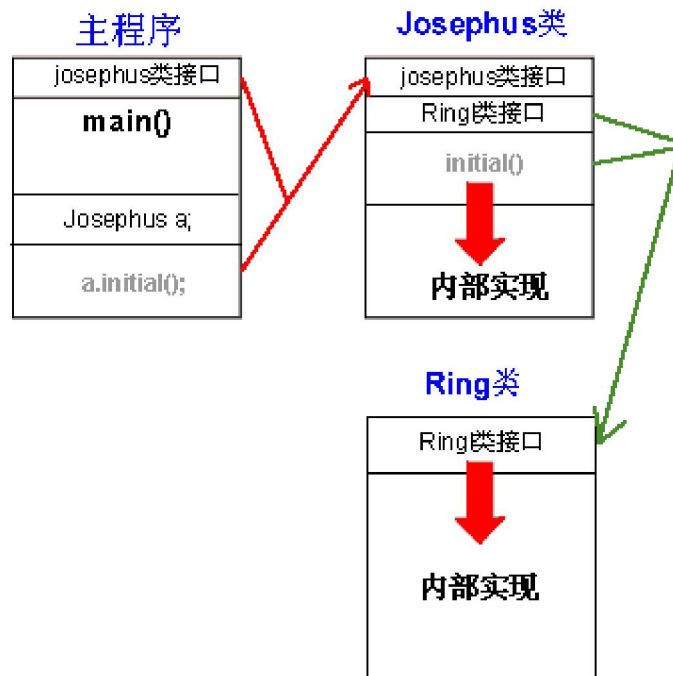 主程序
josephus类接口
main()
Josephus a;
a.initial();
Josephus类
josephus类接口
Ring类接口
initial()
内部实现
Ring类
Ring类接口
内部实现